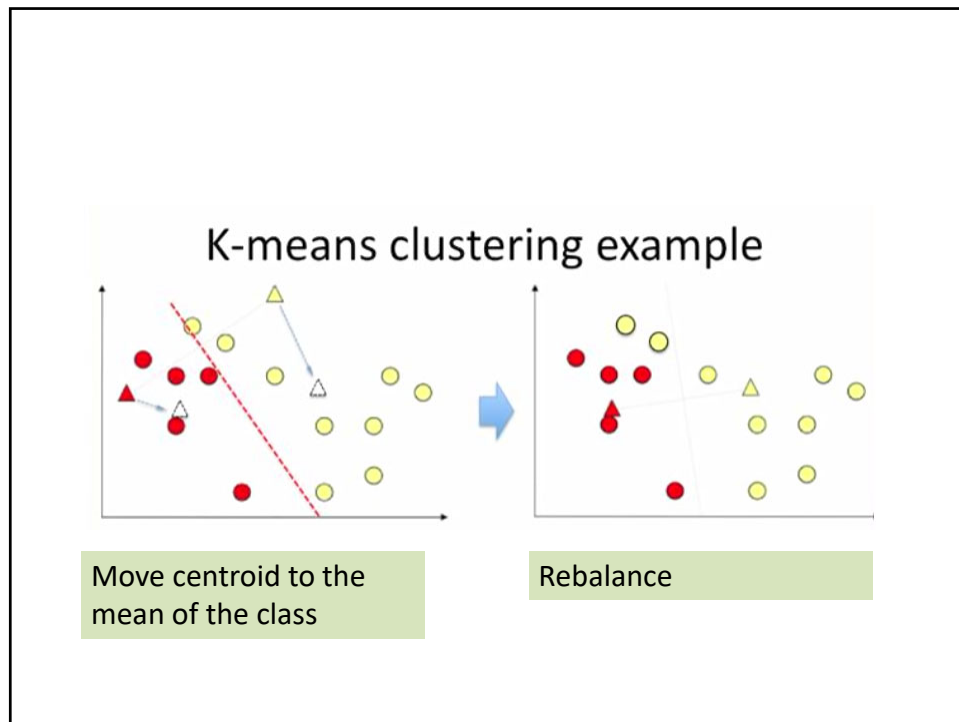 K-means clustering example
Move centroid to the
mean of the class
Rebalance